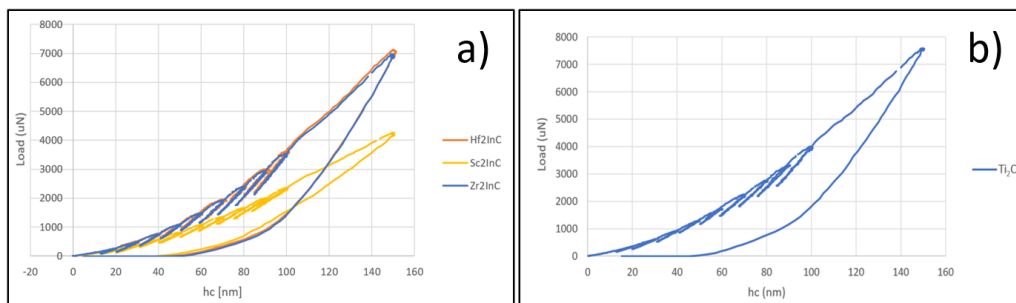 a)
8000
7000
6000
5000
4000
3000
2000
1000
0
Load (uN)
-20 0 20 40 60 80 100 120 140 160
hc [nm]
Hf2InC
Sc2InC
Zr2InC
b)
8000
7000
6000
5000
4000
3000
2000
1000
0
Load (uN)
0 20 40 60 80 100 120 140 160
hc (nm)
Ti₂C